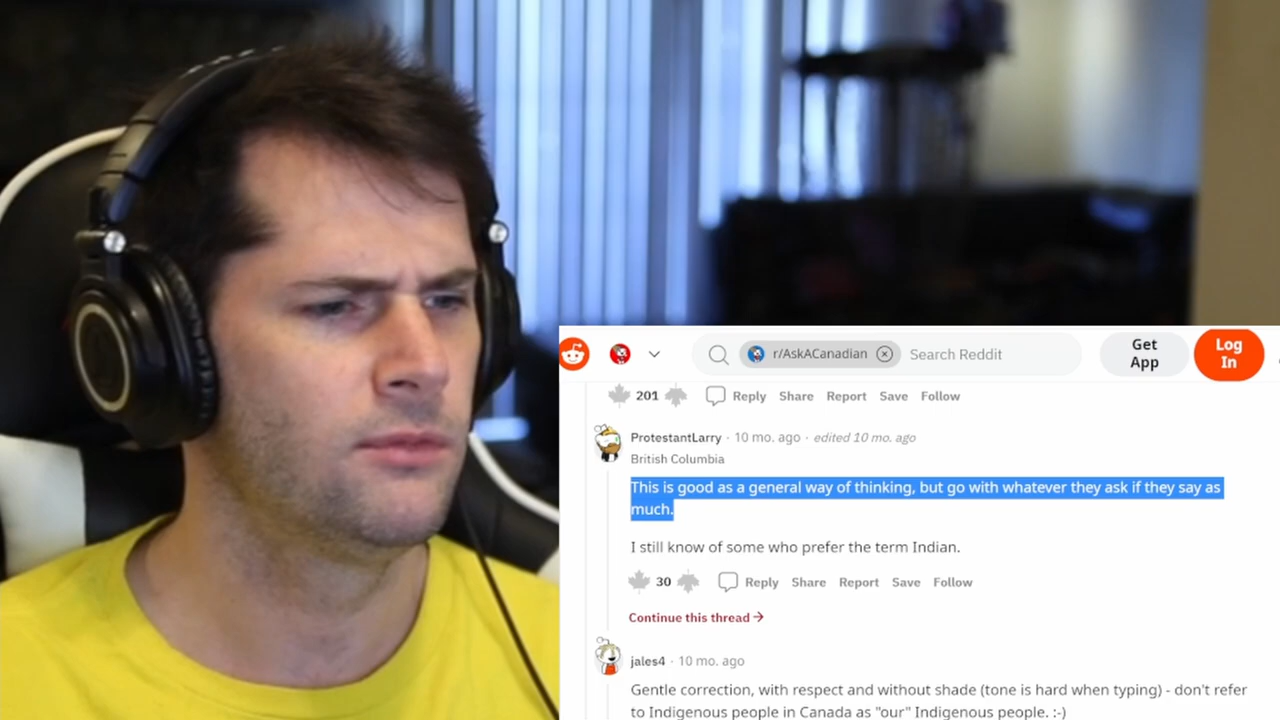 r/AskACanadian
Search Reddit
Get
App
Log
In
201 Reply Share Report Save Follow
ProtestantLarry · 10 mo. ago · edited 10 mo. ago
British Columbia
This is good as a general way of thinking, but go with whatever they ask if they say as
much.
I still know of some who prefer the term Indian.
30 Reply Share Report Save Follow
Continue this thread →
jales4 · 10 mo. ago
Gentle correction, with respect and without shade (tone is hard when typing) - don't refer
to Indigenous people in Canada as "our" Indigenous people. :-)